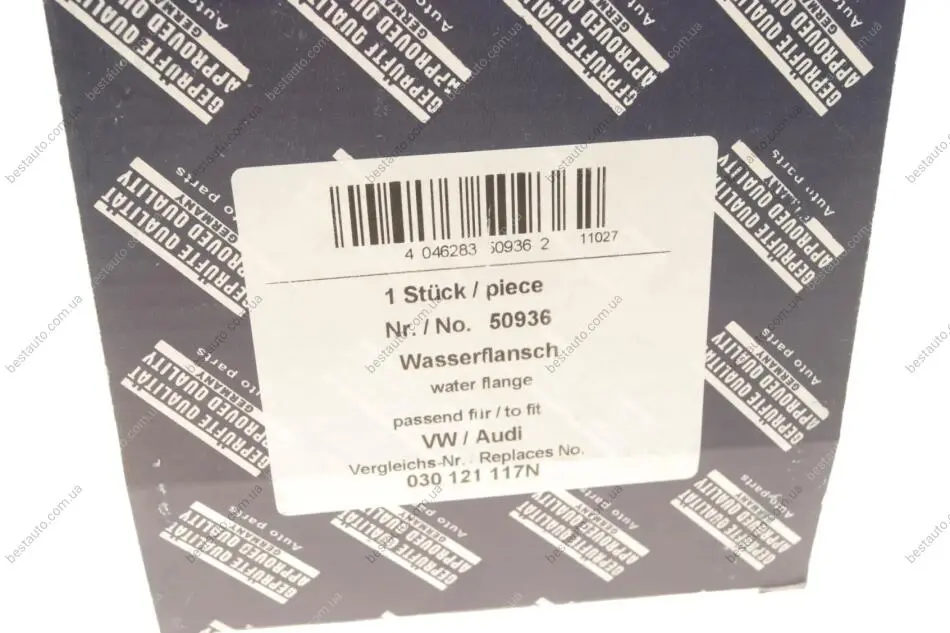 4 046283 50936 2 11027
1 Stück / piece
Nr. / No. 50936
Wasserflansch
water flange
passend für / to fit
VW / Audi
Vergleichs-Nr. Replaces No.
030 121 117N
GEPRÜFTE QUALITÄT
APPROVED QUALITY
GERMANY
Auto parts
bestauto.com.ua